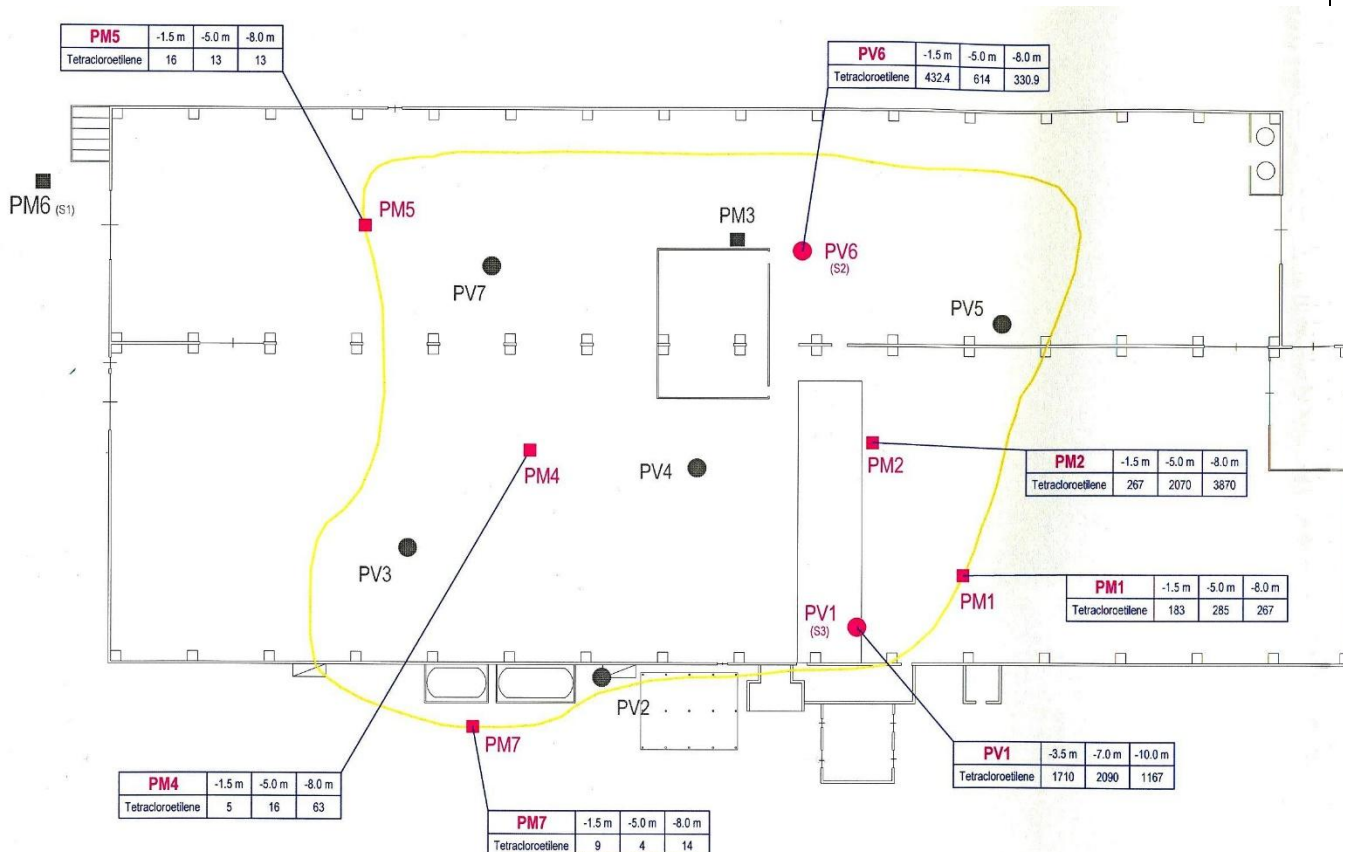 PM5 -1.5 m -5.0 m -8.0 m
Tetracloroetilene 16 13 13
PV6 -1.5 m -5.0 m -8.0 m
Tetracloroetilene 432.4 614 330.9
PM6 (S1)
PM5
PM3
PV6
(S2)
PV7
PV5
PM4
PV4
PM2
PM2 -1.5 m -5.0 m -8.0 m
Tetracloroetilene 267 2070 3870
PV3
PM1
PM1 -1.5 m -5.0 m -8.0 m
Tetracloroetilene 183 285 267
PV1
(S3)
PV2
PM7
PV1 -3.5 m -7.0 m -10.0 m
Tetracloroetilene 1710 2090 1167
PM4 -1.5 m -5.0 m -8.0 m
Tetracloroetilene 5 16 63
PM7 -1.5 m -5.0 m -8.0 m
Tetracloroetilene 9 4 14